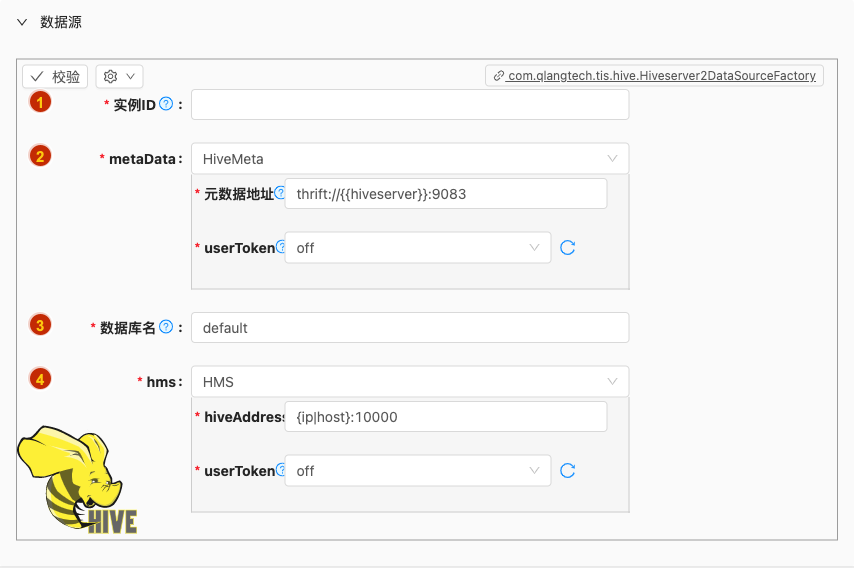 数据源
校验
com.qlangtech.tis.hive.Hiveserver2DataSourceFactory
1 * 实例ID ? :
2 * metaData: HiveMeta
* 元数据地址 ? thrift://{{hiveserver}}:9083
* userToken ? off
3 * 数据库名 ? : default
4 * hms: HMS
* hiveAddress {ip|host}:10000
* userToken ? off
HIVE